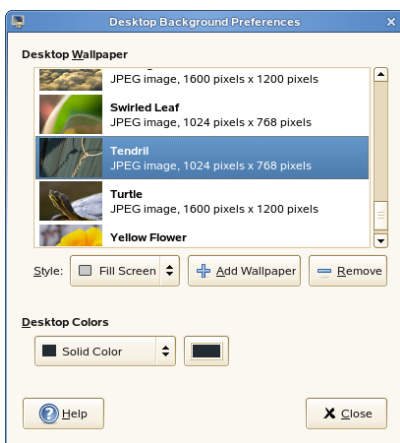 Desktop Background Preferences
Desktop Wallpaper
JPEG image, 1600 pixels x 1200 pixels
Swirled Leaf
JPEG image, 1024 pixels x 768 pixels
Tendril
JPEG image, 1024 pixels x 768 pixels
Turtle
JPEG image, 1600 pixels x 1200 pixels
Yellow Flower
Style: Fill Screen Add Wallpaper Remove
Desktop Colors
Solid Color
Help Close